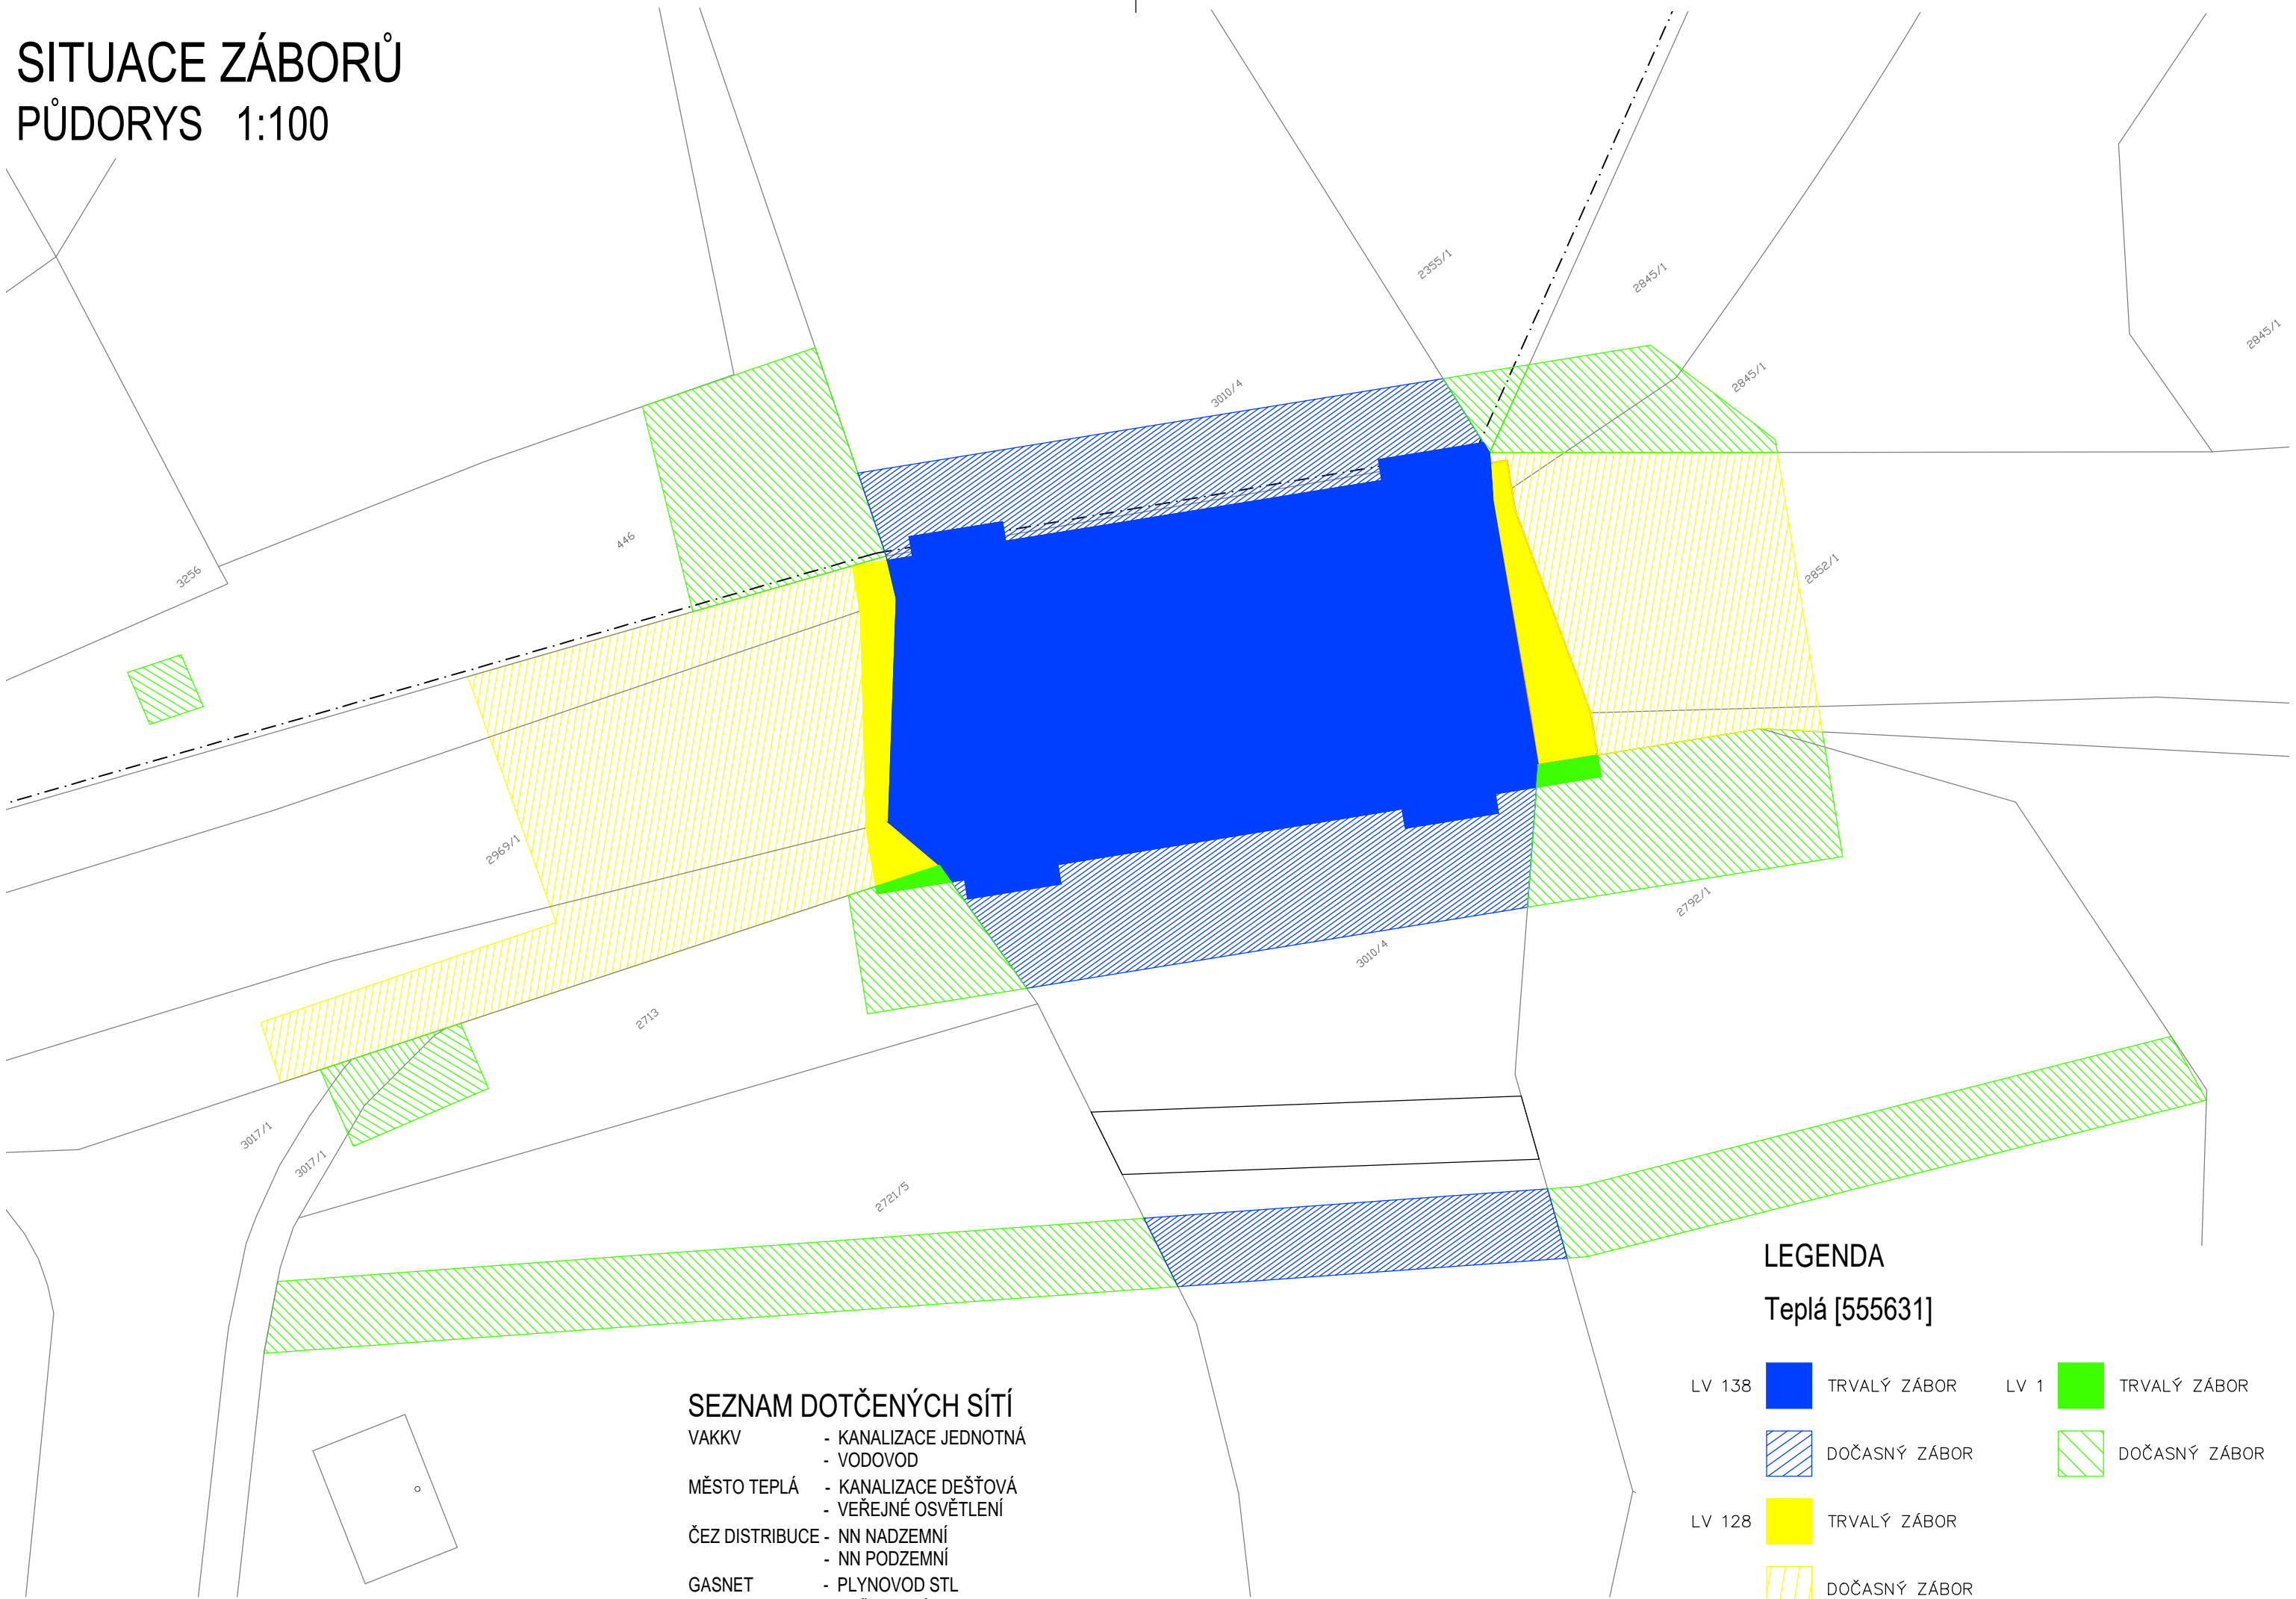 SITUACE ZÁBORŮ
PŮDORYS 1:100
2355/1
2845/1
2845/1
2845/1
3010/4
446
3256
2852/1
2969/1
2792/1
3010/4
2713
3017/1
3017/1
2721/5
LEGENDA
Teplá [555631]
LV 138 TRVALÝ ZÁBOR LV 1 TRVALÝ ZÁBOR
DOČASNÝ ZÁBOR DOČASNÝ ZÁBOR
LV 128 TRVALÝ ZÁBOR
DOČASNÝ ZÁBOR
SEZNAM DOTČENÝCH SÍTÍ
VAKKV - KANALIZACE JEDNOTNÁ
- VODOVOD
MĚSTO TEPLÁ - KANALIZACE DEŠŤOVÁ
- VEŘEJNÉ OSVĚTLENÍ
ČEZ DISTRIBUCE - NN NADZEMNÍ
- NN PODZEMNÍ
GASNET - PLYNOVOD STL